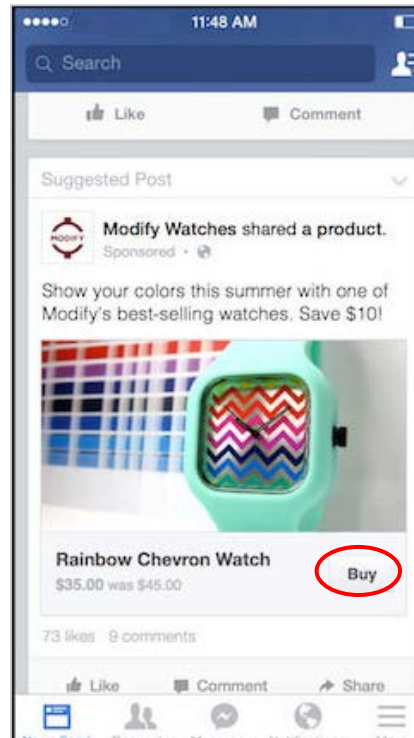 11:48 AM
Search
Like Comment
Suggested Post
MODIFY
Modify Watches shared a product.
Sponsored ·
Show your colors this summer with one of
Modify's best-selling watches. Save $10!
Rainbow Chevron Watch
$35.00 was $45.00
Buy
73 likes 9 comments
Like Comment Share